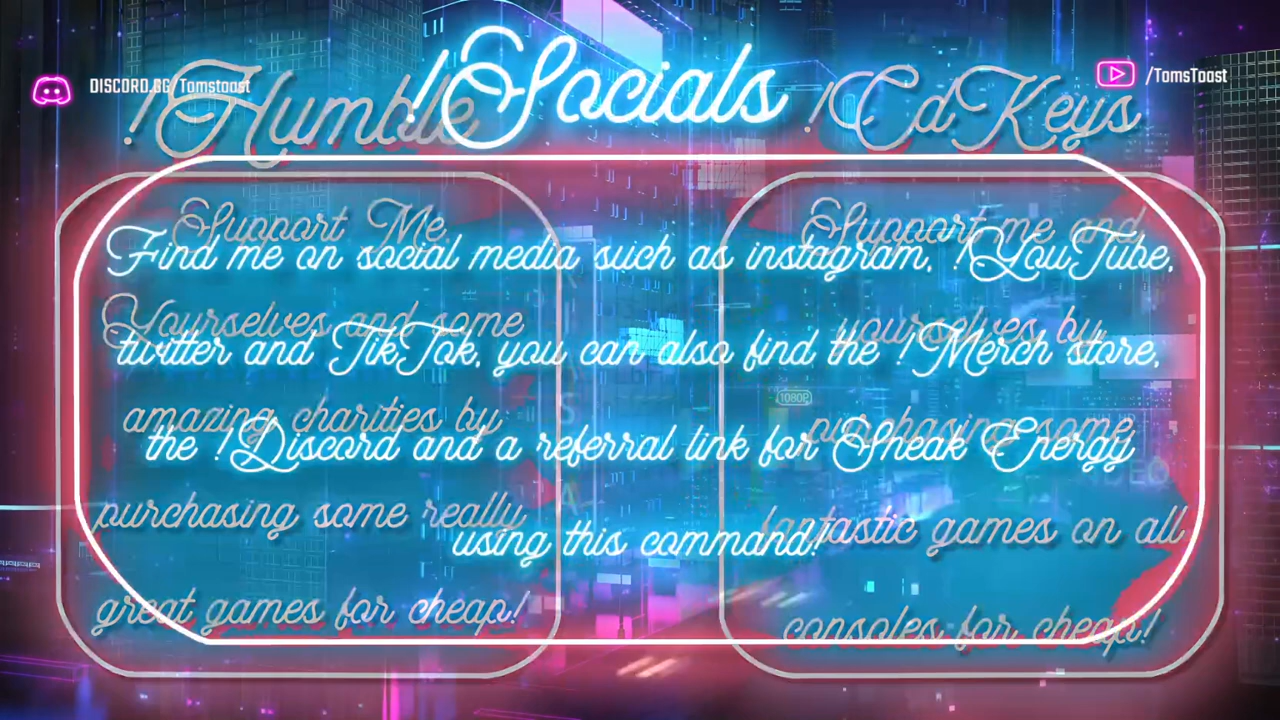 !Humble
!Socials
!CdKeys
DISCORD.GG/Tamstoast
/TamsToast
Find me on social media such as instagram, !YouTube,
twitter and TikTok, you can also find the !Merch store,
the !Discord and a referral link for Sneak Energy
using this command!
Support Me,
Yourselves and some
amazing charities by
purchasing some really
great games for cheap!
Support me and
yourselves by
purchasing some
fantastic games on all
consoles for cheap!
1080P